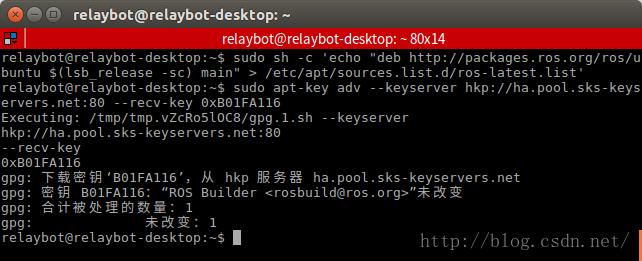 relaybot@relaybot-desktop: ~
relaybot@relaybot-desktop: ~ 80x14
relaybot@relaybot-desktop:~$ sudo sh -c 'echo "deb http://packages.ros.org/ros/u
buntu $(lsb_release -sc) main" > /etc/apt/sources.list.d/ros-latest.list'
relaybot@relaybot-desktop:~$ sudo apt-key adv --keyserver hkp://ha.pool.sks-keys
ervers.net:80 --recv-key 0xB01FA116
Executing: /tmp/tmp.vZcRo5lOC8/gpg.1.sh --keyserver
hkp://ha.pool.sks-keyservers.net:80
--recv-key
0xB01FA116
gpg: 下载密钥‘B01FA116’，从 hkp 服务器 ha.pool.sks-keyservers.net
gpg: 密钥 B01FA116：“ROS Builder <rosbuild@ros.org>”未改变
gpg: 合计被处理的数量：1
gpg:              未改变：1
relaybot@relaybot-desktop:~$
http://blog.csdn.net/